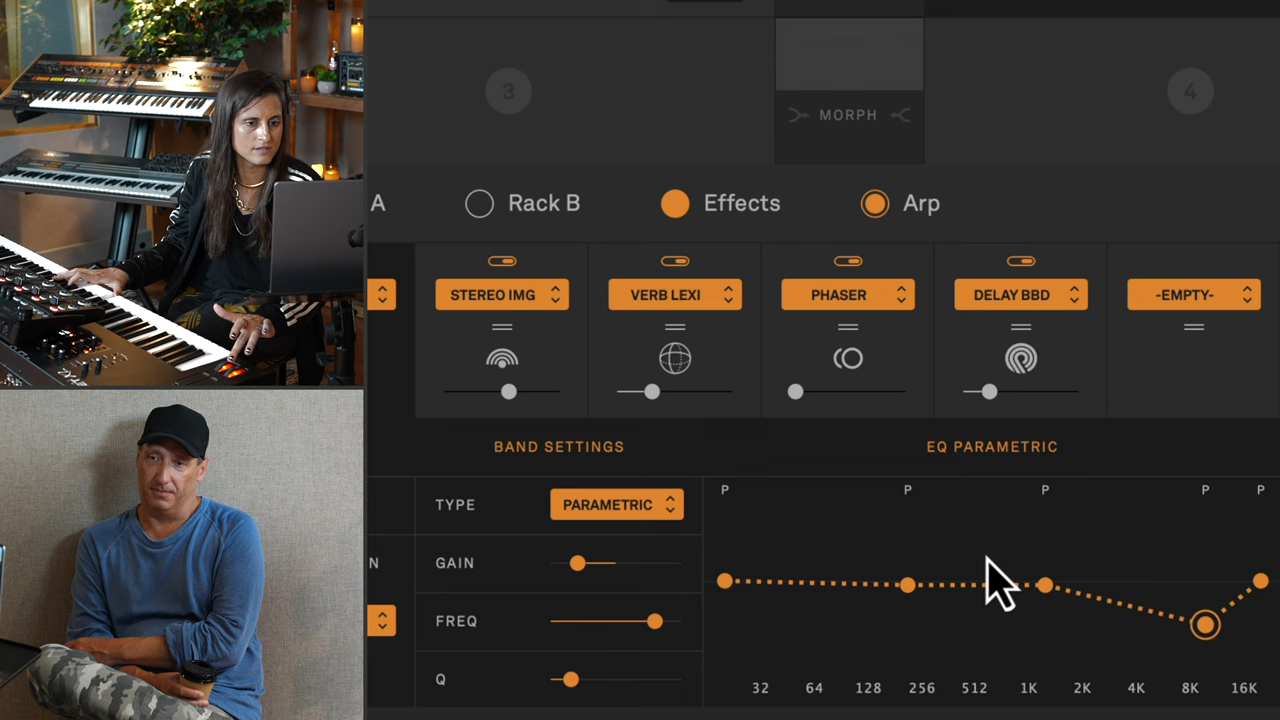 3
4
MORPH
A Rack B Effects Arp
STEREO IMG VERB LEXI PHASER DELAY BBD -EMPTY-
BAND SETTINGS EQ PARAMETRIC
TYPE PARAMETRIC
P P P P P
N GAIN
FREQ
Q
32 64 128 256 512 1K 2K 4K 8K 16K